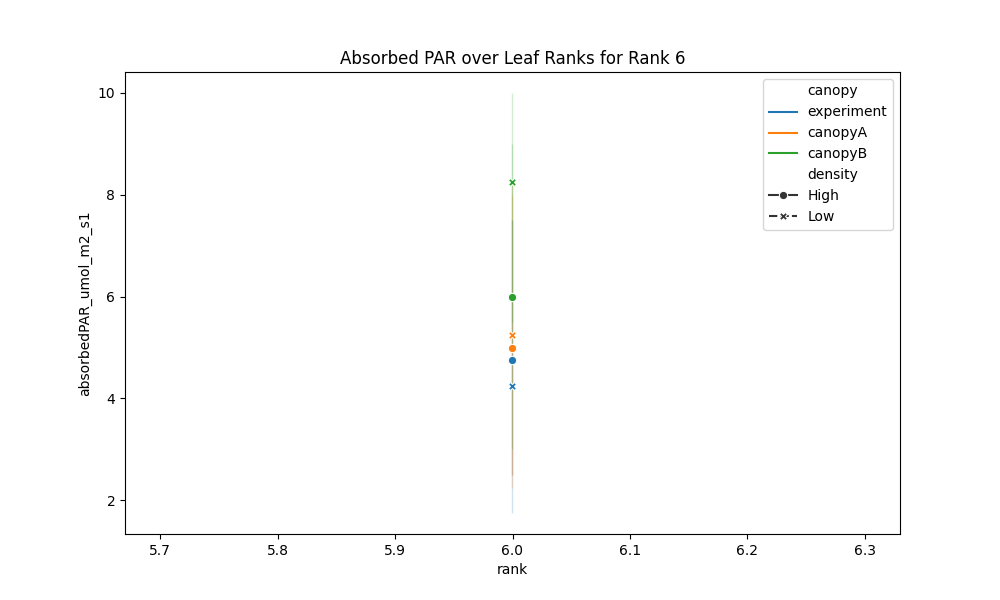 Absorbed PAR over Leaf Ranks for Rank 6
absorbedPAR_umol_m2_s1
10
8
6
4
2
canopy
experiment
canopyA
canopyB
density
High
Low
5.7
5.8
5.9
6.0
6.1
6.2
6.3
rank